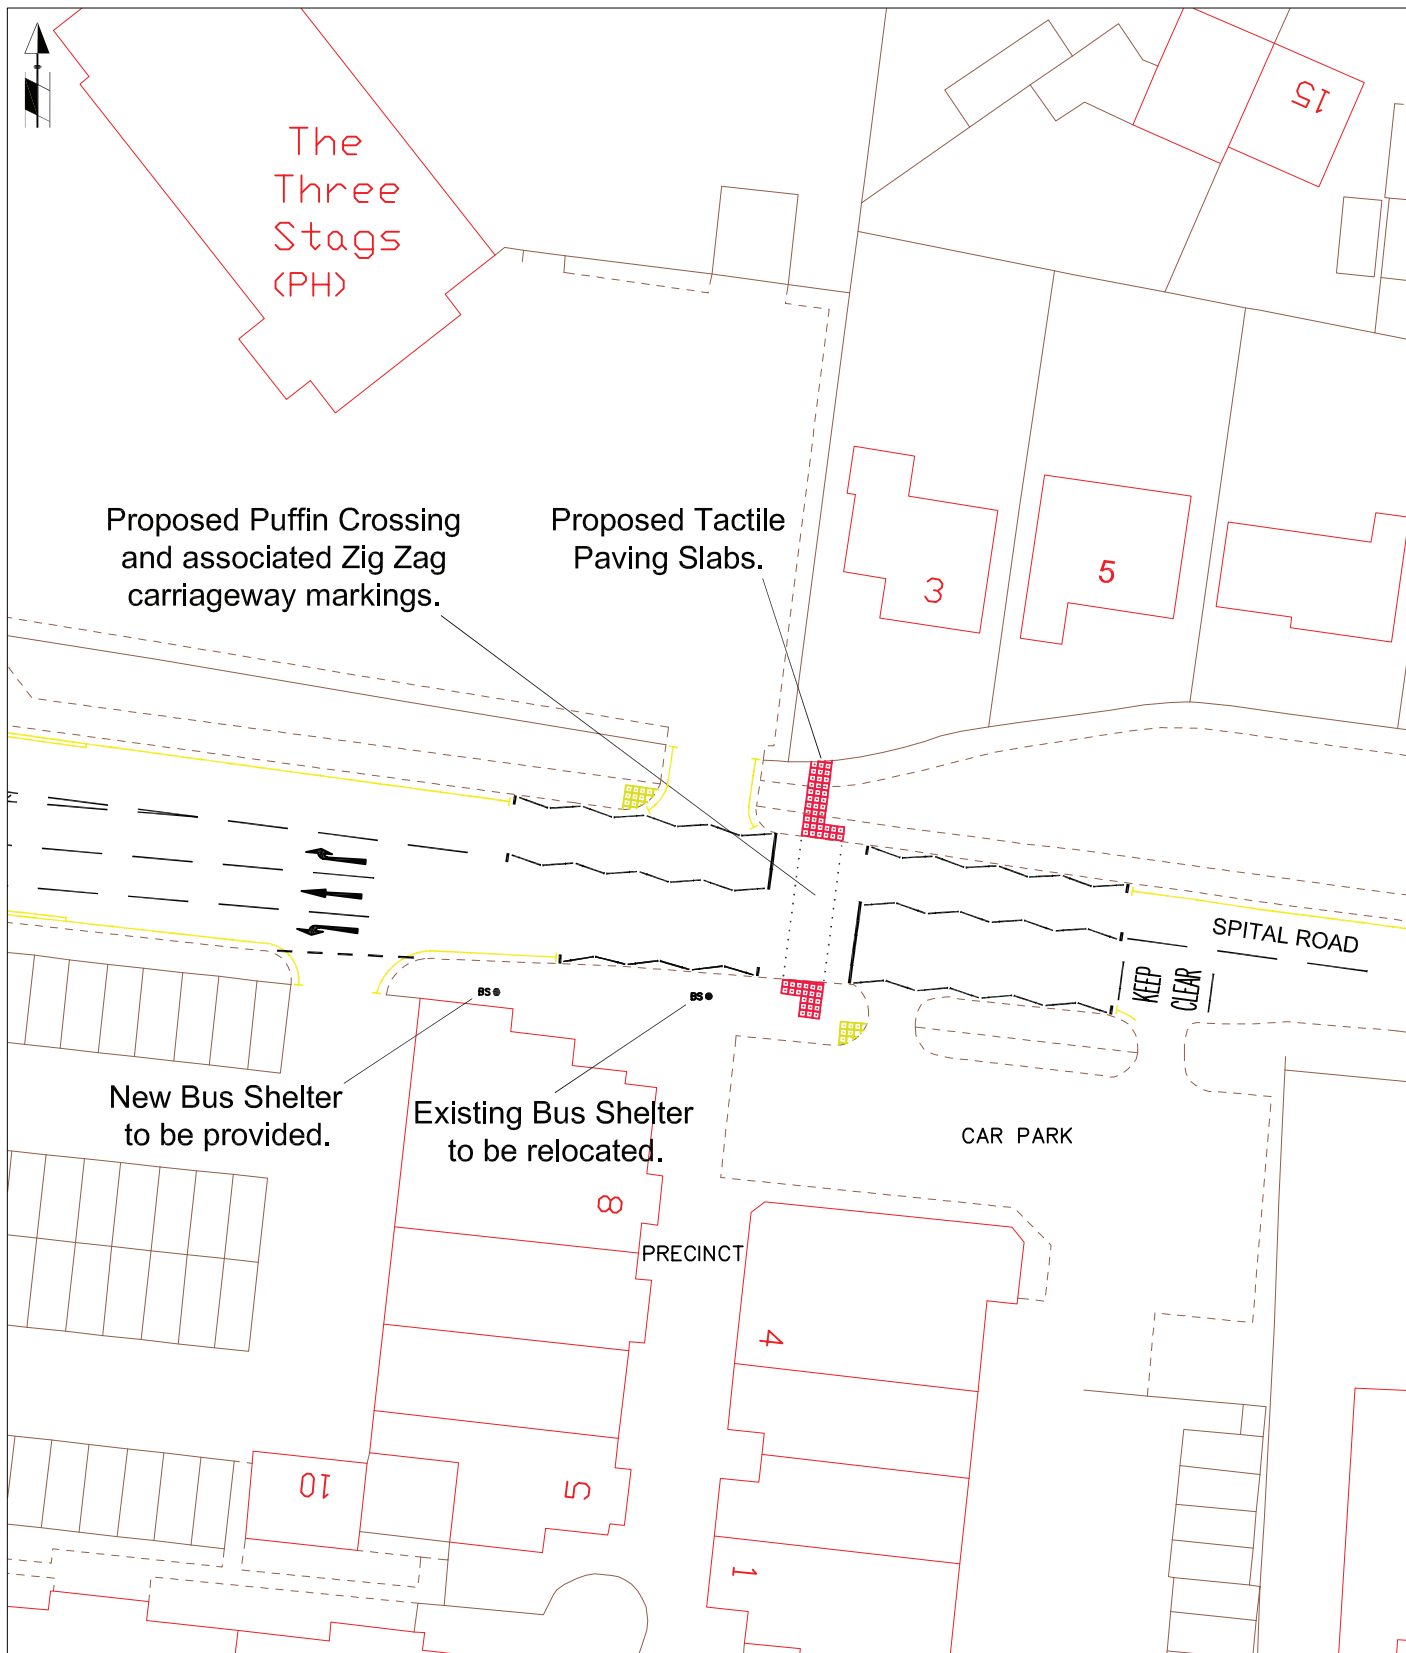 The
Three
Stags
(PH)
15
Proposed Puffin Crossing
and associated Zig Zag
carriageway markings.
Proposed Tactile
Paving Slabs.
3
5
SPITAL ROAD
KEEP
CLEAR
BS
BS
New Bus Shelter
to be provided.
Existing Bus Shelter
to be relocated.
CAR PARK
8
PRECINCT
4
10
5
1